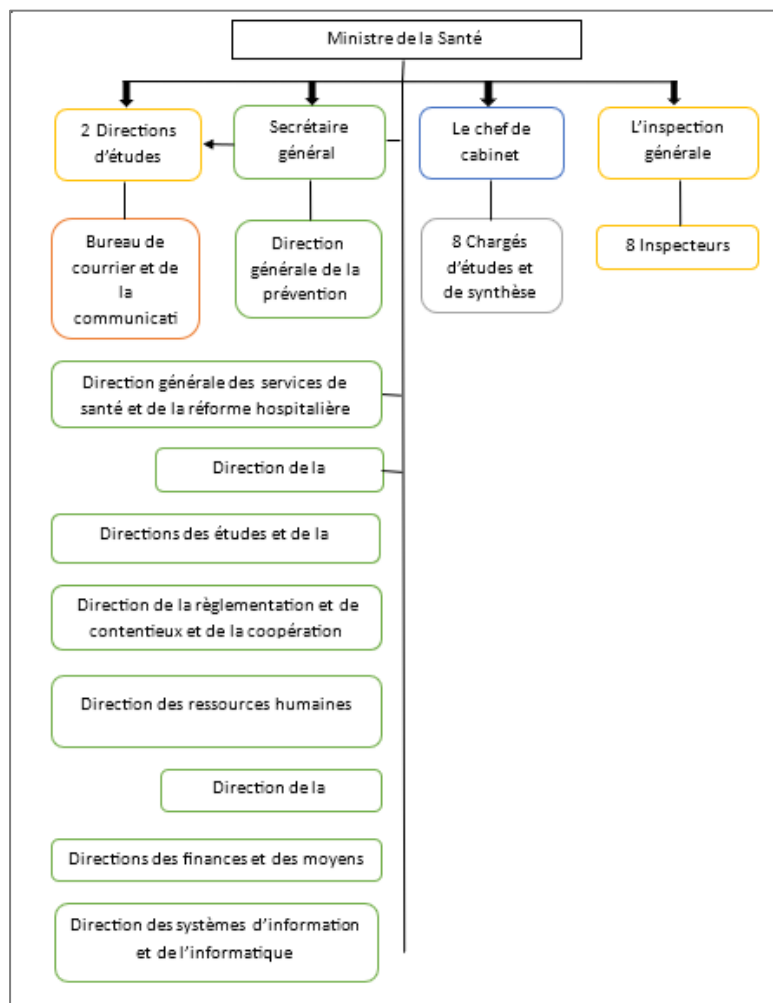 Ministre de la Santé
2 Directions
d'études
Secrétaire
général
Le chef de
cabinet
L'inspection
générale
Bureau de
courrier et de
la
communicati
Direction
générale de la
prévention
8 Chargés
d'études et
de synthèse
8 Inspecteurs
Direction générale des services de
santé et de la réforme hospitalière
Direction de la
Directions des études et de la
Direction de la règlementation et de
contentieux et de la coopération
Direction des ressources humaines
Direction de la
Directions des finances et des moyens
Direction des systèmes d'information
et de l'informatique